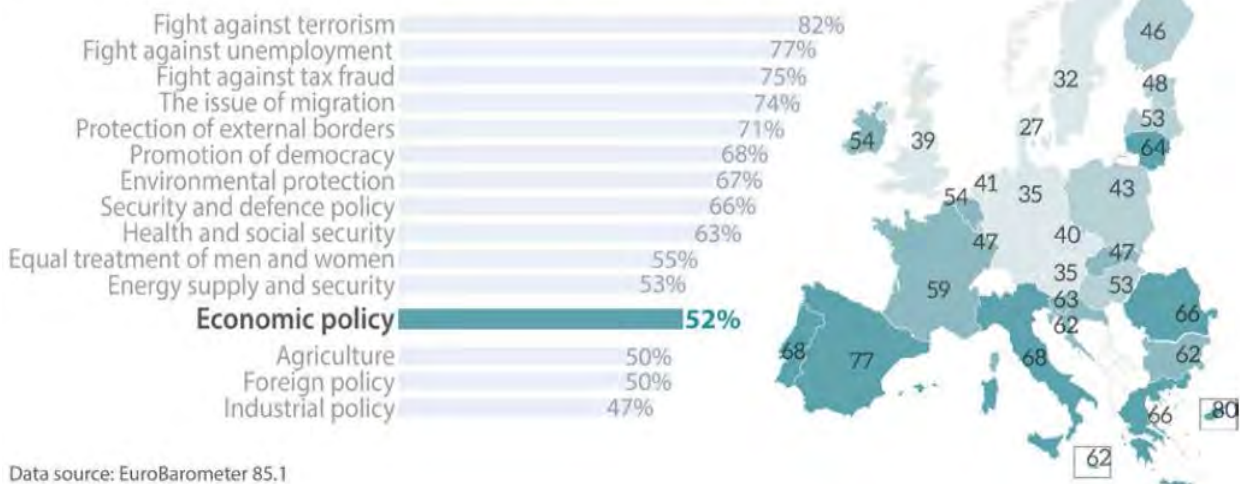 Fight against terrorism 82%
Fight against unemployment 77%
Fight against tax fraud 75%
The issue of migration 74%
Protection of external borders 71%
Promotion of democracy 68%
Environmental protection 67%
Security and defence policy 66%
Health and social security 63%
Equal treatment of men and women 55%
Energy supply and security 53%
Economic policy 52%
Agriculture 50%
Foreign policy 50%
Industrial policy 47%
46
32
48
53
27
54
39
64
41
35
43
54
40
47
47
35
53
59
63
66
62
68
77
68
62
66
80
62
Data source: EuroBarometer 85.1